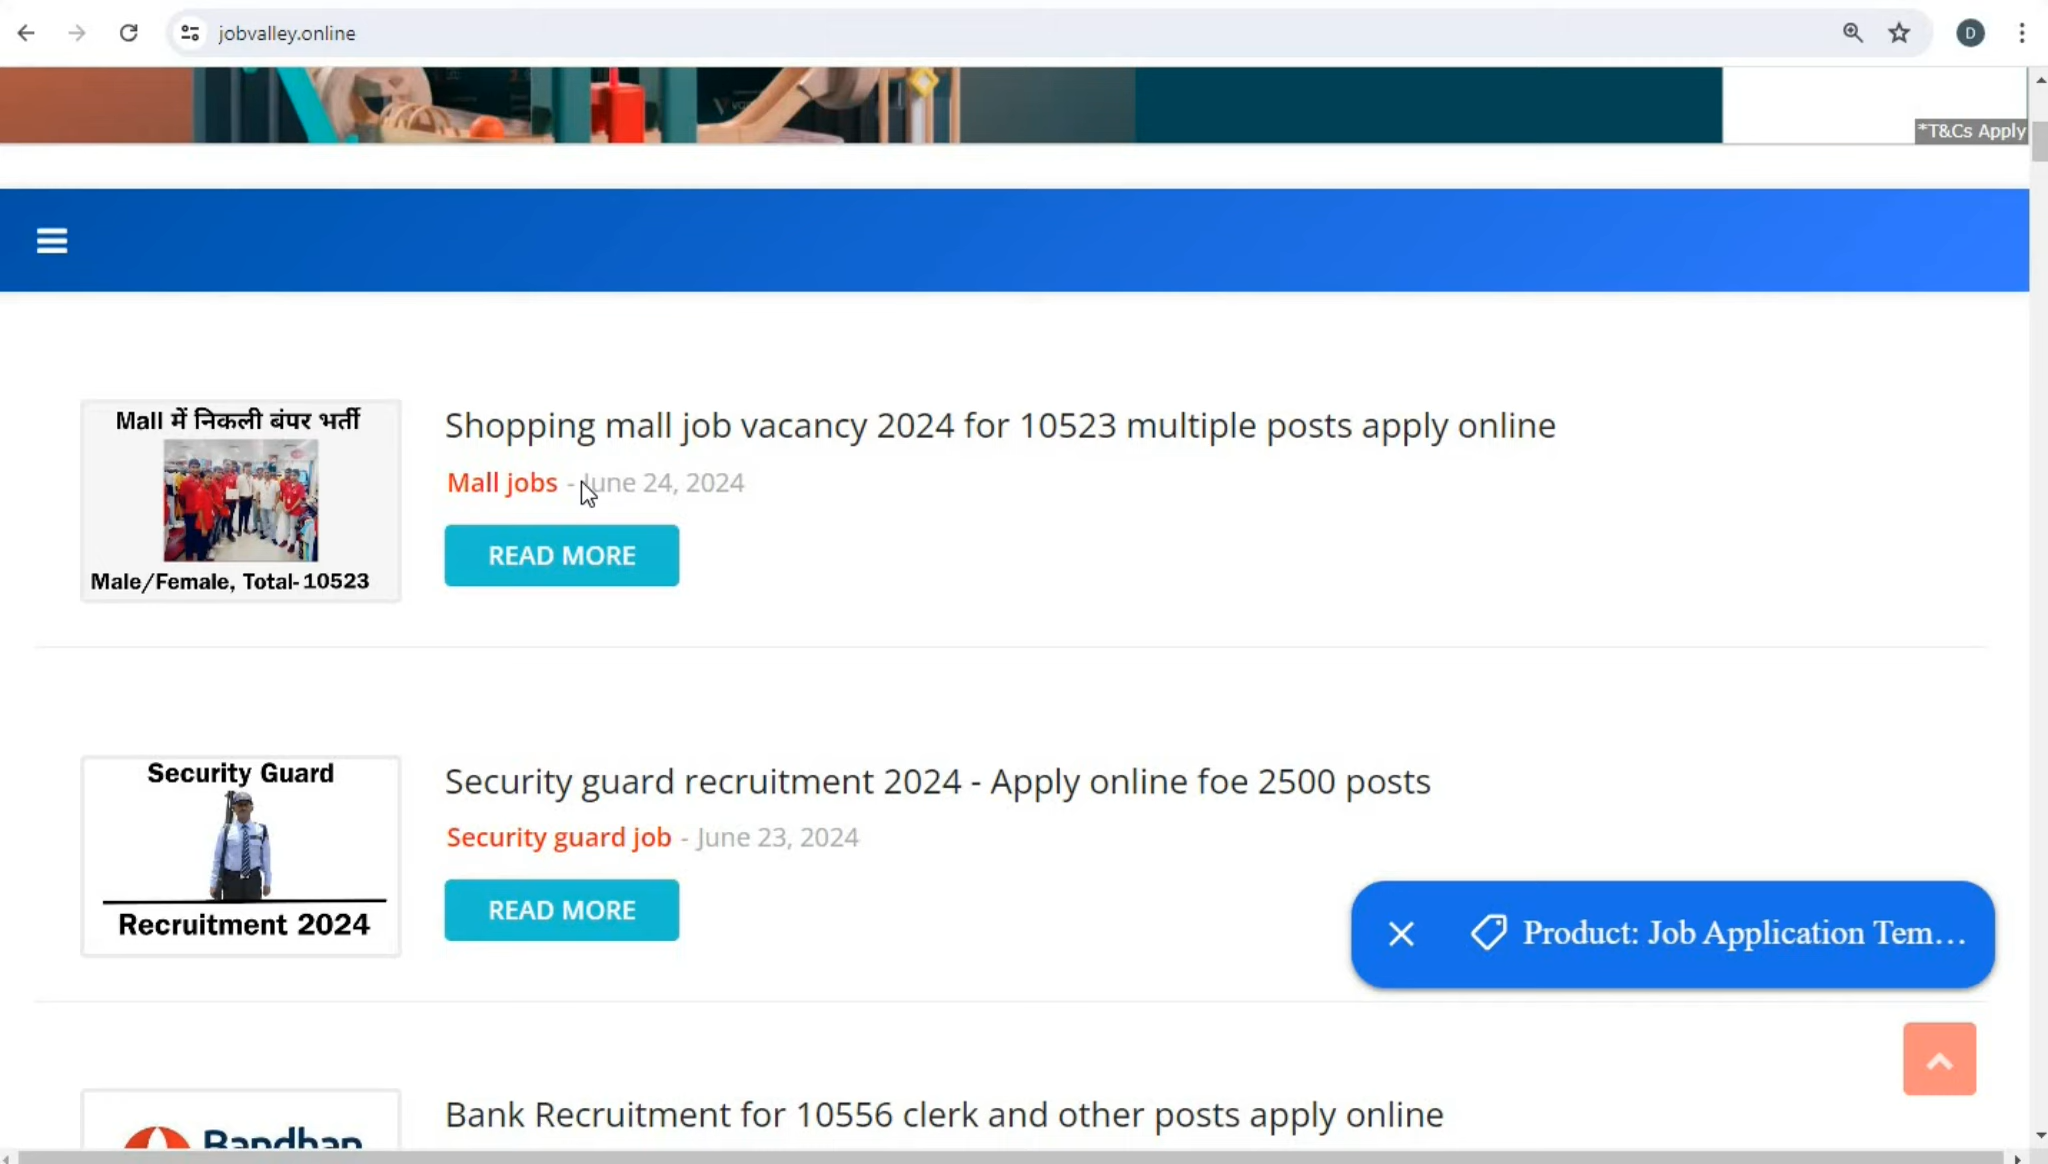 jobvalley.online
D
*T&Cs Apply
Mall में निकली बंपर भर्ती
Male/Female, Total-10523
Shopping mall job vacancy 2024 for 10523 multiple posts apply online
Mall jobs - June 24, 2024
READ MORE
Security Guard
Recruitment 2024
Security guard recruitment 2024 - Apply online foe 2500 posts
Security guard job - June 23, 2024
READ MORE
Product: Job Application Tem...
Bandhan
Bank Recruitment for 10556 clerk and other posts apply online